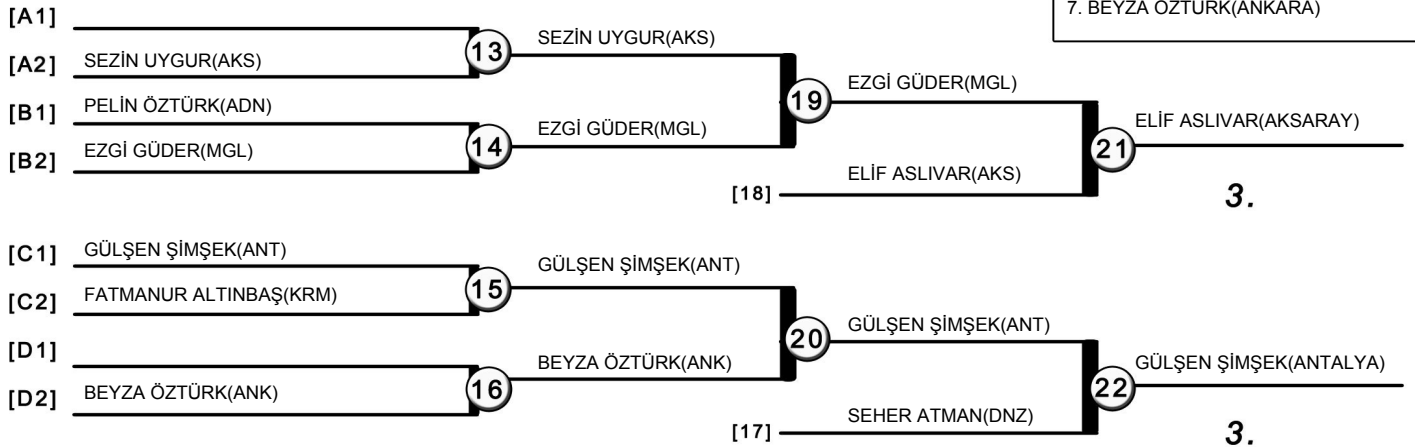 7. BEYZA ÖZTÜRK(ANKARA)
[A1]
SEZİN UYGUR(AKS)
13
[A2] SEZİN UYGUR(AKS)
[B1] PELİN ÖZTÜRK(ADN)
19
EZGİ GÜDER(MGL)
ELİF ASLIVAR(AKSARAY)
EZGİ GÜDER(MGL)
14
21
[B2] EZGİ GÜDER(MGL)
[18] ELİF ASLIVAR(AKS)
3.
[C1] GÜLŞEN ŞİMŞEK(ANT)
GÜLŞEN ŞİMŞEK(ANT)
15
[C2] FATMANUR ALTINBAŞ(KRM)
20
GÜLŞEN ŞİMŞEK(ANT)
[D1]
BEYZA ÖZTÜRK(ANK)
GÜLŞEN ŞİMŞEK(ANTALYA)
16
22
[D2] BEYZA ÖZTÜRK(ANK)
[17] SEHER ATMAN(DNZ)
3.